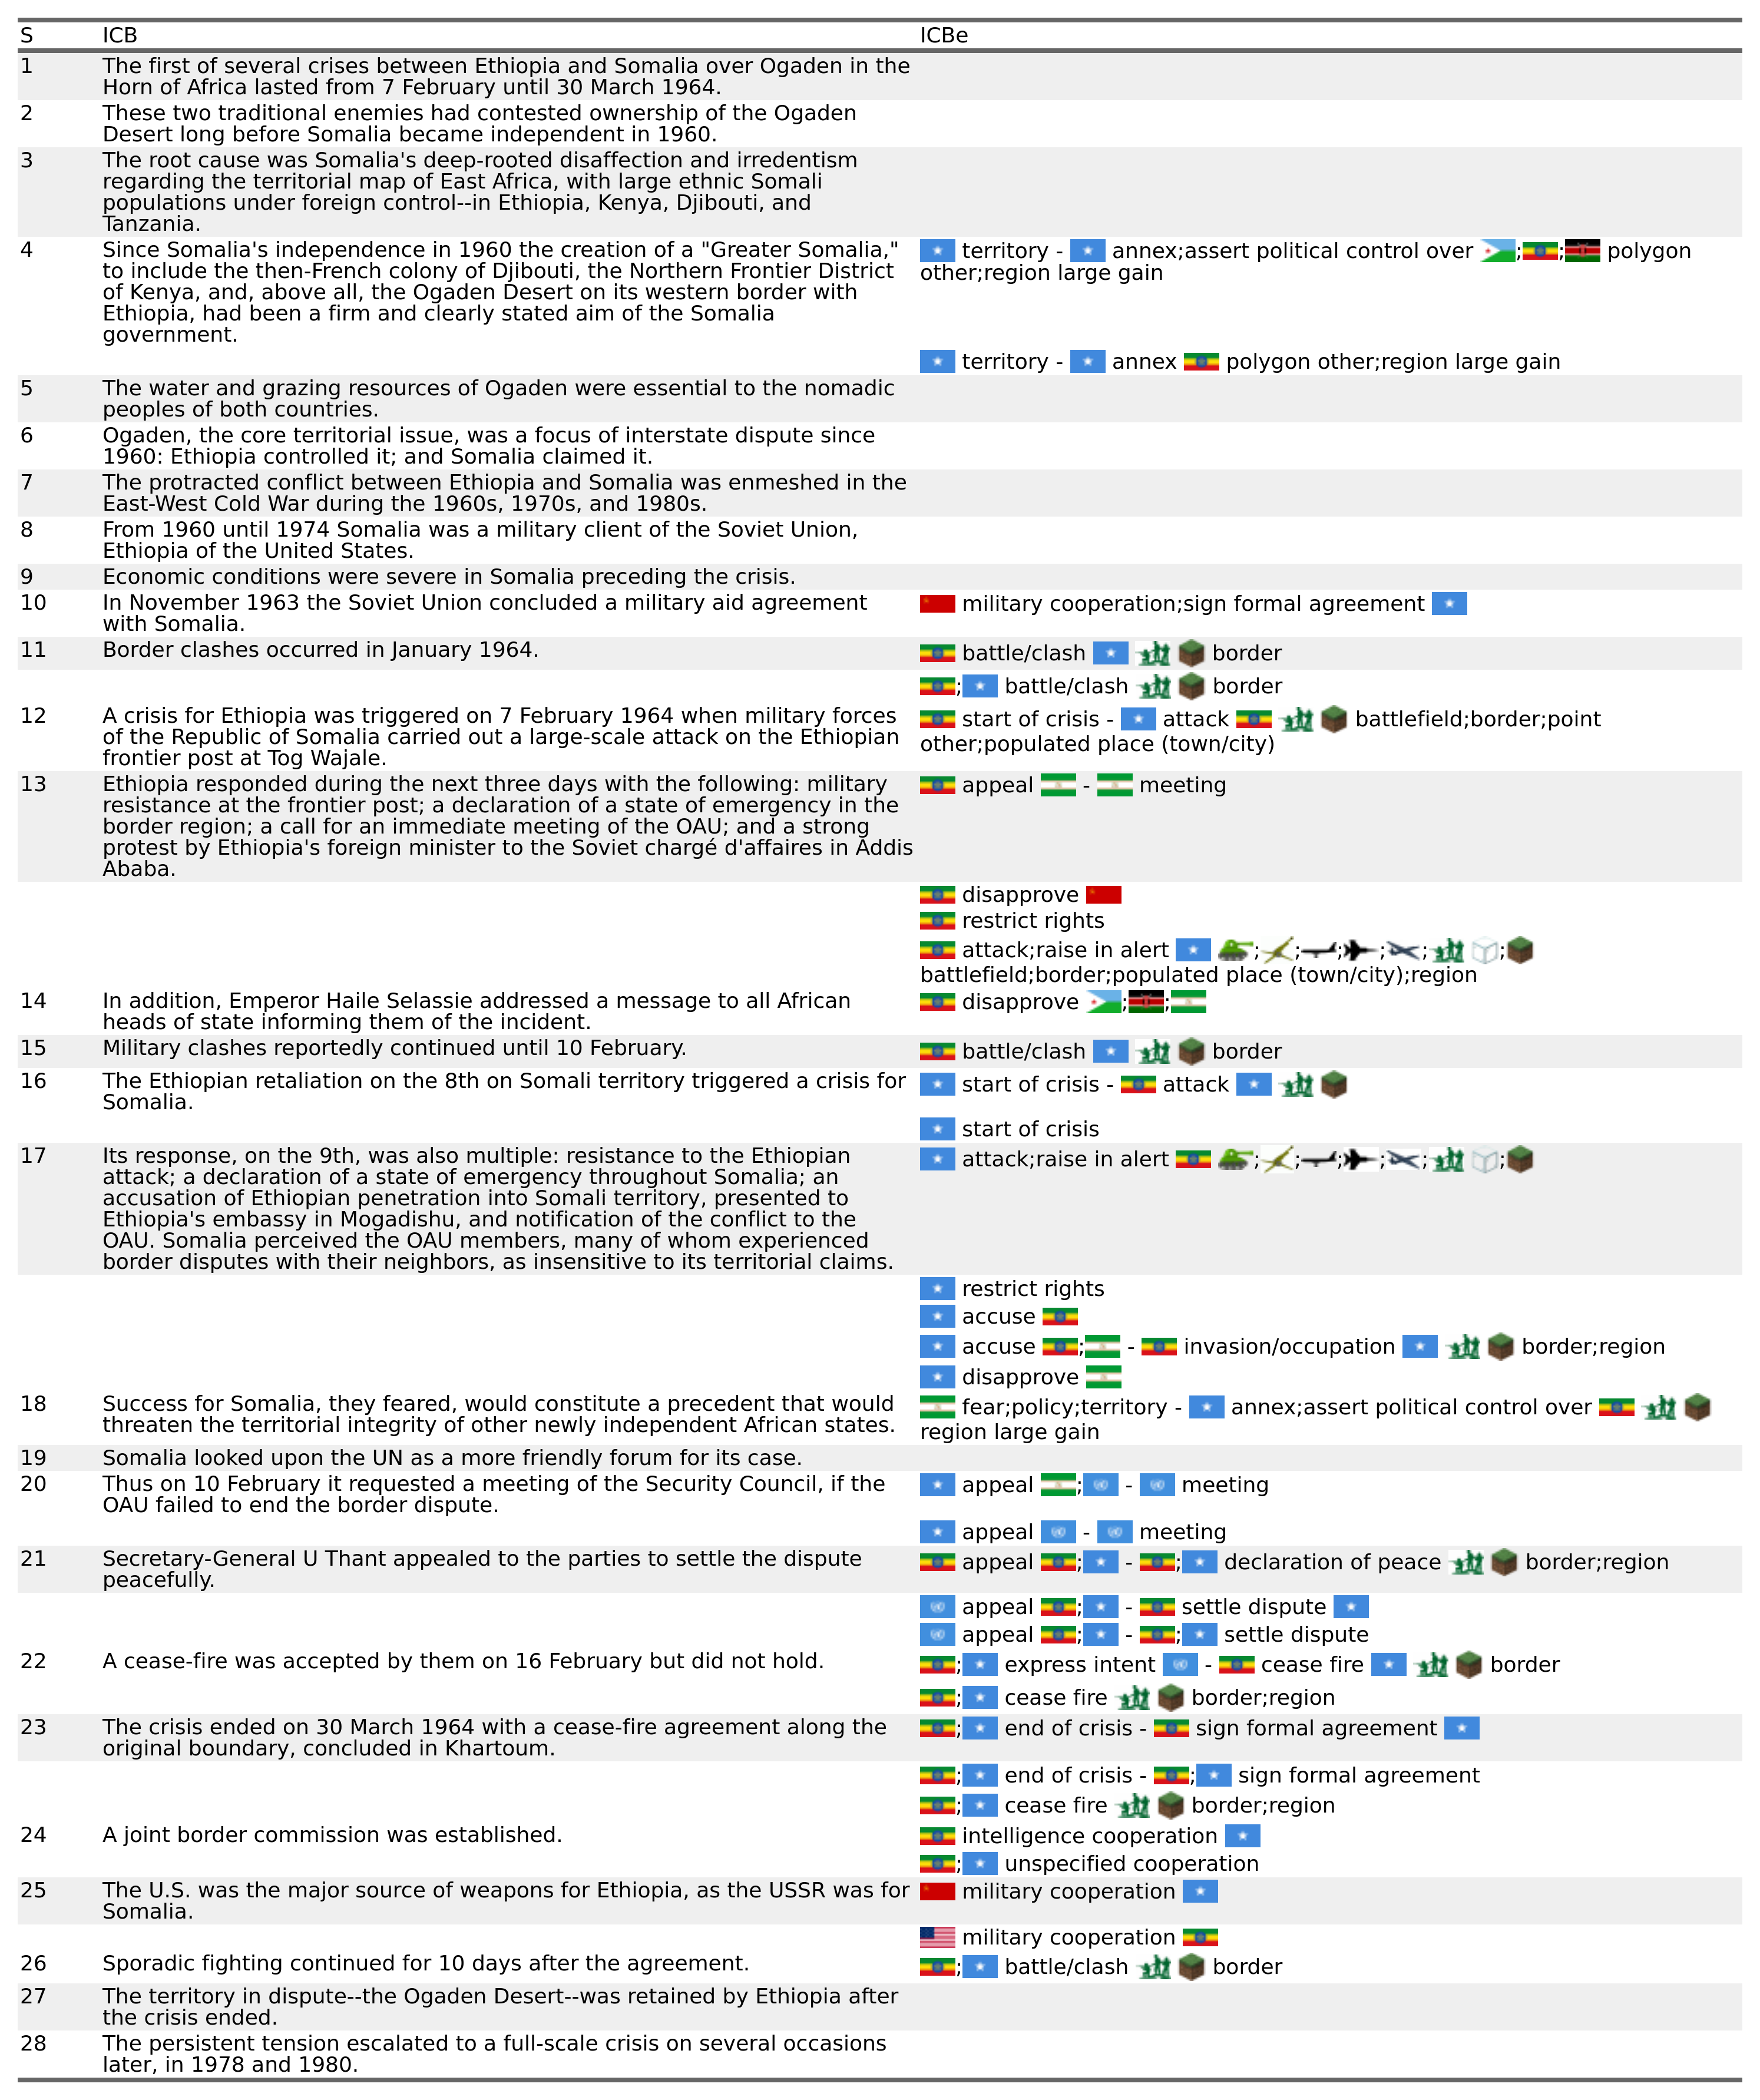 S ICB ICBe
1 The first of several crises between Ethiopia and Somalia over Ogaden in the
Horn of Africa lasted from 7 February until 30 March 1964.
2 These two traditional enemies had contested ownership of the Ogaden
Desert long before Somalia became independent in 1960.
3 The root cause was Somalia's deep-rooted disaffection and irredentism
regarding the territorial map of East Africa, with large ethnic Somali
populations under foreign control--in Ethiopia, Kenya, Djibouti, and
Tanzania.
4 Since Somalia's independence in 1960 the creation of a "Greater Somalia,"
to include the then-French colony of Djibouti, the Northern Frontier District
of Kenya, and, above all, the Ogaden Desert on its western border with
Ethiopia, had been a firm and clearly stated aim of the Somalia
government.
territory - annex;assert political control over ; ; polygon
other;region large gain
territory - annex polygon other;region large gain
5 The water and grazing resources of Ogaden were essential to the nomadic
peoples of both countries.
6 Ogaden, the core territorial issue, was a focus of interstate dispute since
1960: Ethiopia controlled it; and Somalia claimed it.
7 The protracted conflict between Ethiopia and Somalia was enmeshed in the
East-West Cold War during the 1960s, 1970s, and 1980s.
8 From 1960 until 1974 Somalia was a military client of the Soviet Union,
Ethiopia of the United States.
9 Economic conditions were severe in Somalia preceding the crisis.
10 In November 1963 the Soviet Union concluded a military aid agreement
with Somalia.
military cooperation;sign formal agreement
11 Border clashes occurred in January 1964.
battle/clash border
; battle/clash border
12 A crisis for Ethiopia was triggered on 7 February 1964 when military forces
of the Republic of Somalia carried out a large-scale attack on the Ethiopian
frontier post at Tog Wajale.
start of crisis - attack battlefield;border;point
other;populated place (town/city)
13 Ethiopia responded during the next three days with the following: military
resistance at the frontier post; a declaration of a state of emergency in the
border region; a call for an immediate meeting of the OAU; and a strong
protest by Ethiopia's foreign minister to the Soviet chargé d'affaires in Addis
Ababa.
appeal - meeting
disapprove
restrict rights
attack;raise in alert ; ; ; ; ; ;
battlefield;border;populated place (town/city);region
14 In addition, Emperor Haile Selassie addressed a message to all African
heads of state informing them of the incident.
disapprove ; ;
15 Military clashes reportedly continued until 10 February.
battle/clash border
16 The Ethiopian retaliation on the 8th on Somali territory triggered a crisis for
Somalia.
start of crisis - attack
start of crisis
17 Its response, on the 9th, was also multiple: resistance to the Ethiopian
attack; a declaration of a state of emergency throughout Somalia; an
accusation of Ethiopian penetration into Somali territory, presented to
Ethiopia's embassy in Mogadishu, and notification of the conflict to the
OAU. Somalia perceived the OAU members, many of whom experienced
border disputes with their neighbors, as insensitive to its territorial claims.
attack;raise in alert ; ; ; ; ; ;
restrict rights
accuse
accuse ; - invasion/occupation border;region
disapprove
18 Success for Somalia, they feared, would constitute a precedent that would
threaten the territorial integrity of other newly independent African states.
fear;policy;territory - annex;assert political control over
region large gain
19 Somalia looked upon the UN as a more friendly forum for its case.
20 Thus on 10 February it requested a meeting of the Security Council, if the
OAU failed to end the border dispute.
appeal ; - meeting
appeal - meeting
21 Secretary-General U Thant appealed to the parties to settle the dispute
peacefully.
appeal ; - ; declaration of peace border;region
appeal ; - settle dispute
appeal ; - ; settle dispute
22 A cease-fire was accepted by them on 16 February but did not hold.
; express intent - cease fire border
; cease fire border;region
23 The crisis ended on 30 March 1964 with a cease-fire agreement along the
original boundary, concluded in Khartoum.
; end of crisis - sign formal agreement
; end of crisis - ; sign formal agreement
; cease fire border;region
24 A joint border commission was established.
intelligence cooperation
; unspecified cooperation
25 The U.S. was the major source of weapons for Ethiopia, as the USSR was for
Somalia.
military cooperation
military cooperation
26 Sporadic fighting continued for 10 days after the agreement.
; battle/clash border
27 The territory in dispute--the Ogaden Desert--was retained by Ethiopia after
the crisis ended.
28 The persistent tension escalated to a full-scale crisis on several occasions
later, in 1978 and 1980.